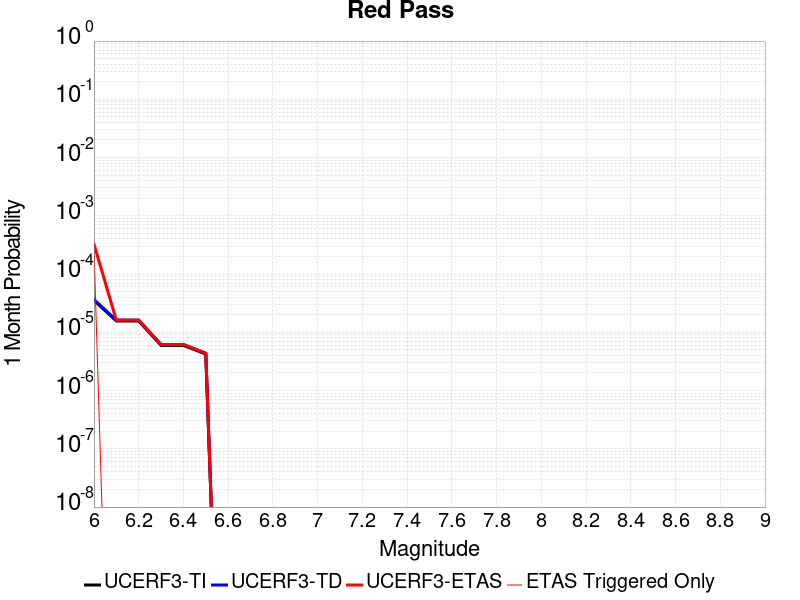 Red Pass
1 Month Probability
10^0
10^-1
10^-2
10^-3
10^-4
10^-5
10^-6
10^-7
10^-8
6 6.2 6.4 6.6 6.8 7 7.2 7.4 7.6 7.8 8 8.2 8.4 8.6 8.8 9
Magnitude
UCERF3-TI UCERF3-TD UCERF3-ETAS ETAS Triggered Only